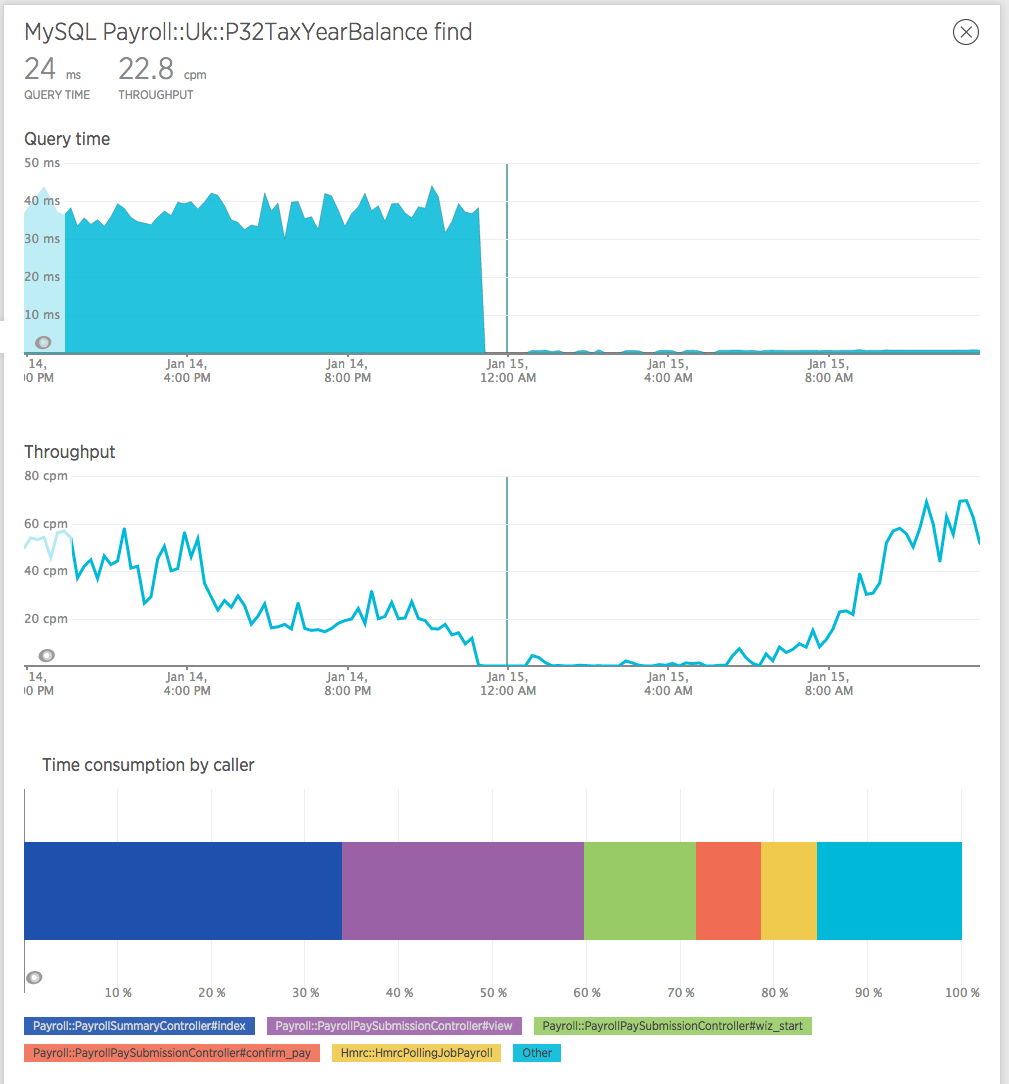 MySQL Payroll::Uk::P32TaxYearBalance find
24 ms 22.8 cpm
QUERY TIME THROUGHPUT
Query time
50 ms
40 ms
30 ms
20 ms
10 ms
14, Jan 14, Jan 14, Jan 15, Jan 15, Jan 15,
0 PM 4:00 PM 8:00 PM 12:00 AM 4:00 AM 8:00 AM
Throughput
80 cpm
60 cpm
40 cpm
20 cpm
14, Jan 14, Jan 14, Jan 15, Jan 15, Jan 15,
0 PM 4:00 PM 8:00 PM 12:00 AM 4:00 AM 8:00 AM
Time consumption by caller
10 % 20 % 30 % 40 % 50 % 60 % 70 % 80 % 90 % 100 %
Payroll::PayrollSummaryController#index Payroll::PayrollPaySubmissionController#view Payroll::PayrollPaySubmissionController#wiz_start
Payroll::PayrollPaySubmissionController#confirm_pay Hmrc::HmrcPollingJobPayroll Other